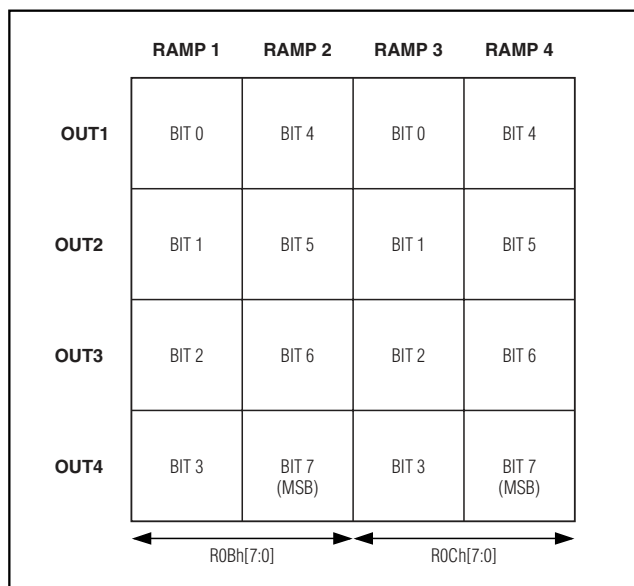 RAMP 1 RAMP 2 RAMP 3 RAMP 4
OUT1 BIT 0 BIT 4 BIT 0 BIT 4
OUT2 BIT 1 BIT 5 BIT 1 BIT 5
OUT3 BIT 2 BIT 6 BIT 2 BIT 6
OUT4 BIT 3 BIT 7 BIT 3 BIT 7
(MSB) (MSB)
R0Bh[7:0] R0Ch[7:0]